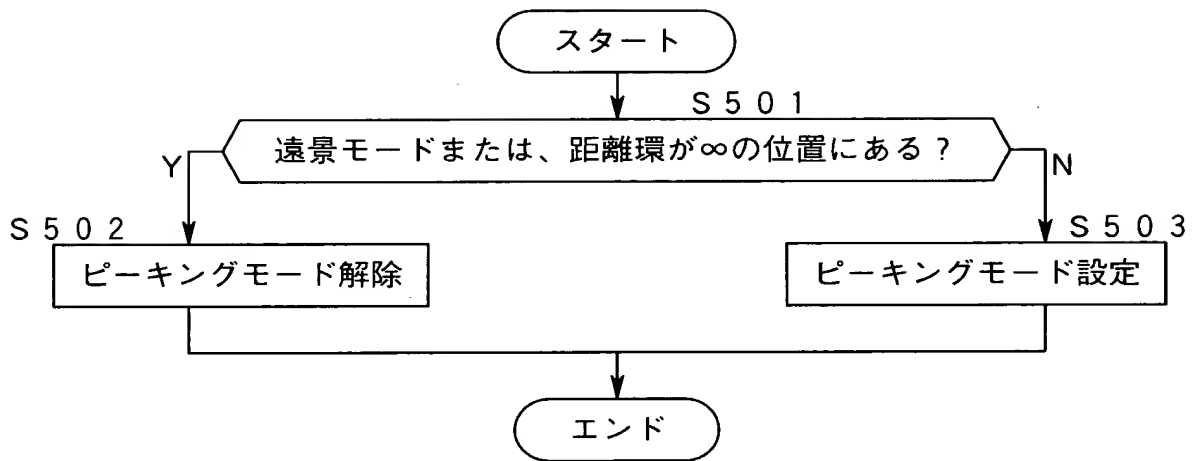 スタート
S501
遠景モードまたは、距離環が∞の位置にある?
Y
N
S502
S503
ピーキングモード解除
ピーキングモード設定
エンド